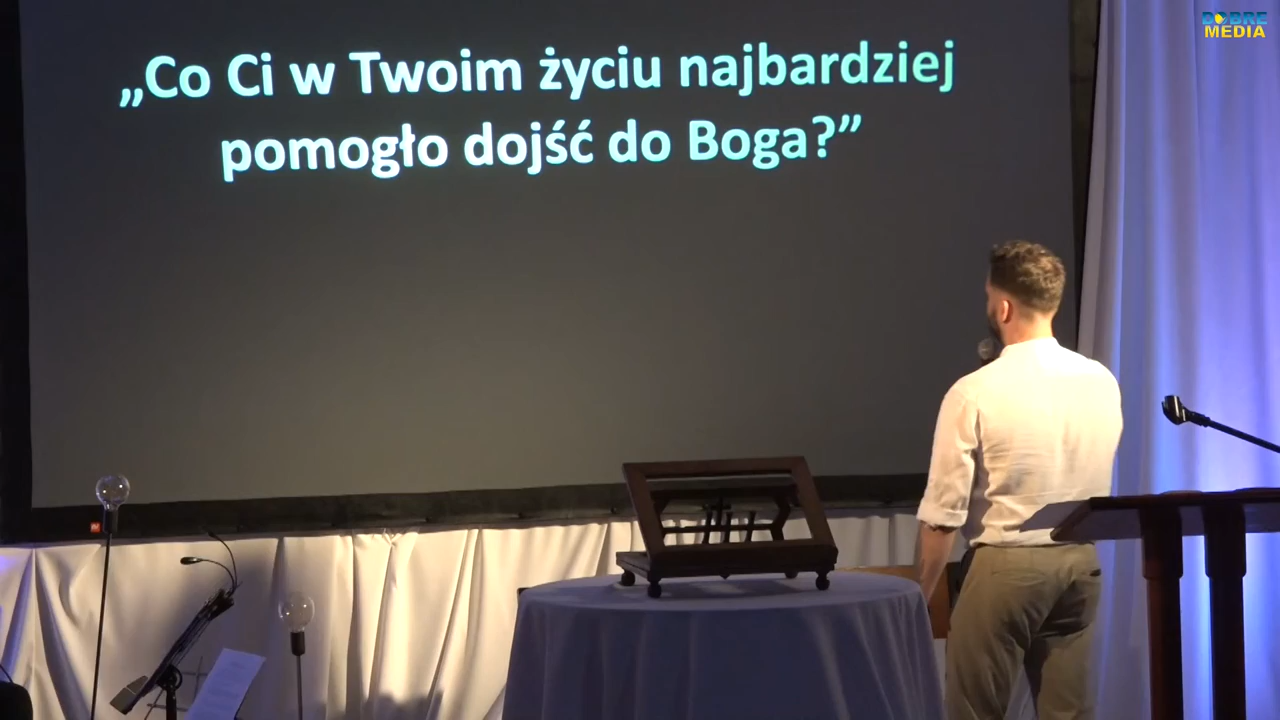 „Co Ci w Twoim życiu najbardziej
pomogło dojść do Boga?”
DOBRE
MEDIA